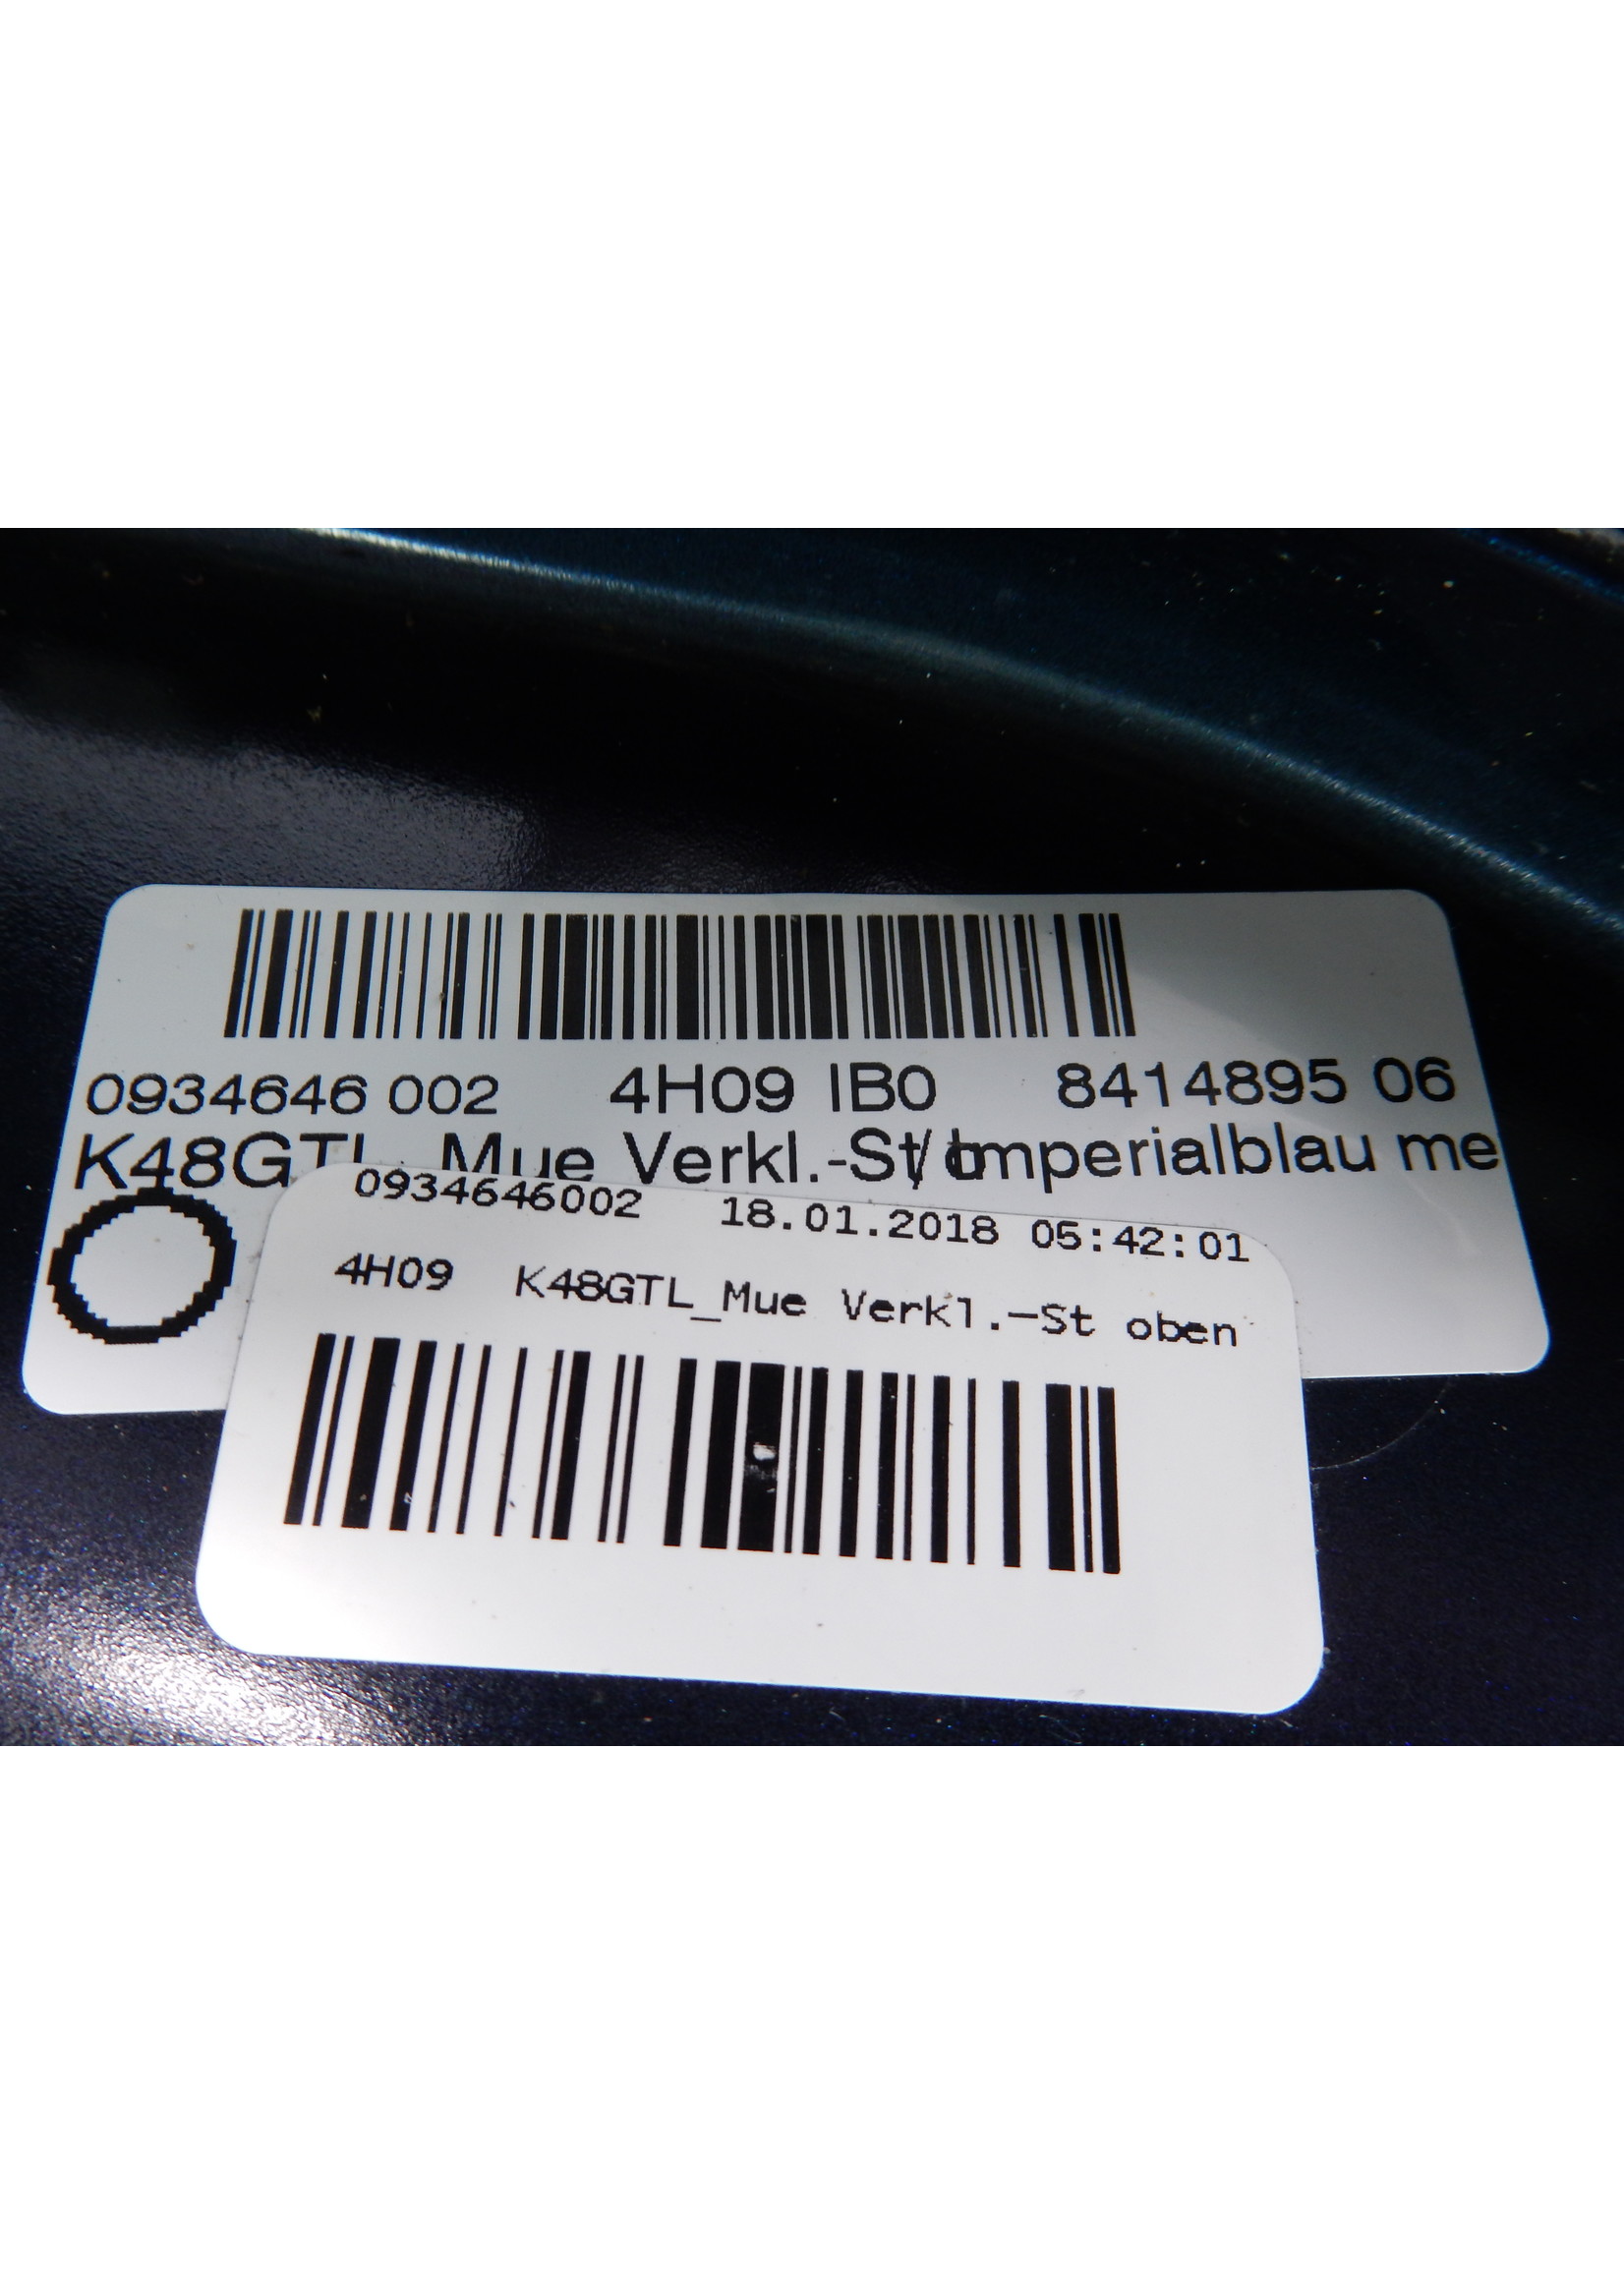 0934646 002 4H09 IB0 8414895 06
K48GTL_Mue Verkl.-St Imperialblau me
0934646002 18.01.2018 05:42:01
4H09 K48GTL_Mue Verkl.-St oben